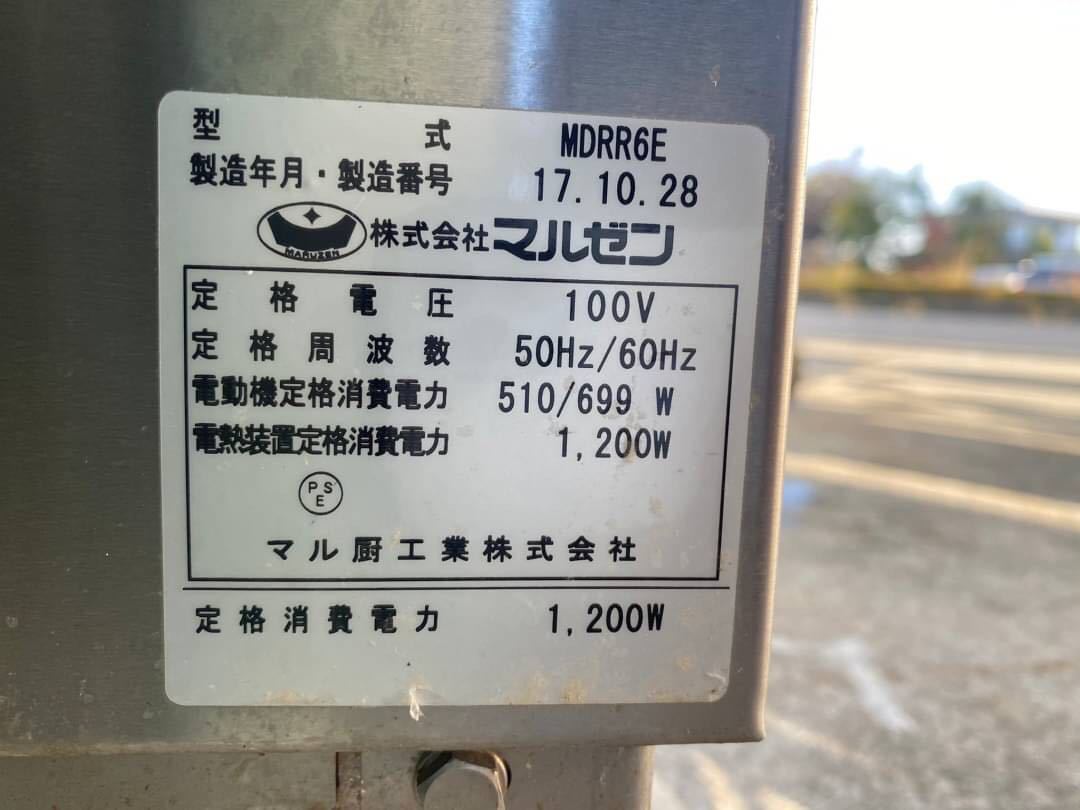 型式 MDRR6E
製造年月・製造番号 17.10.28
MARUZEN 株式会社マルゼン
定格電圧 100V
定格周波数 50Hz/60Hz
電動機定格消費電力 510/699 W
電熱装置定格消費電力 1,200W
PSE
マル厨工業株式会社
定格消費電力 1,200W